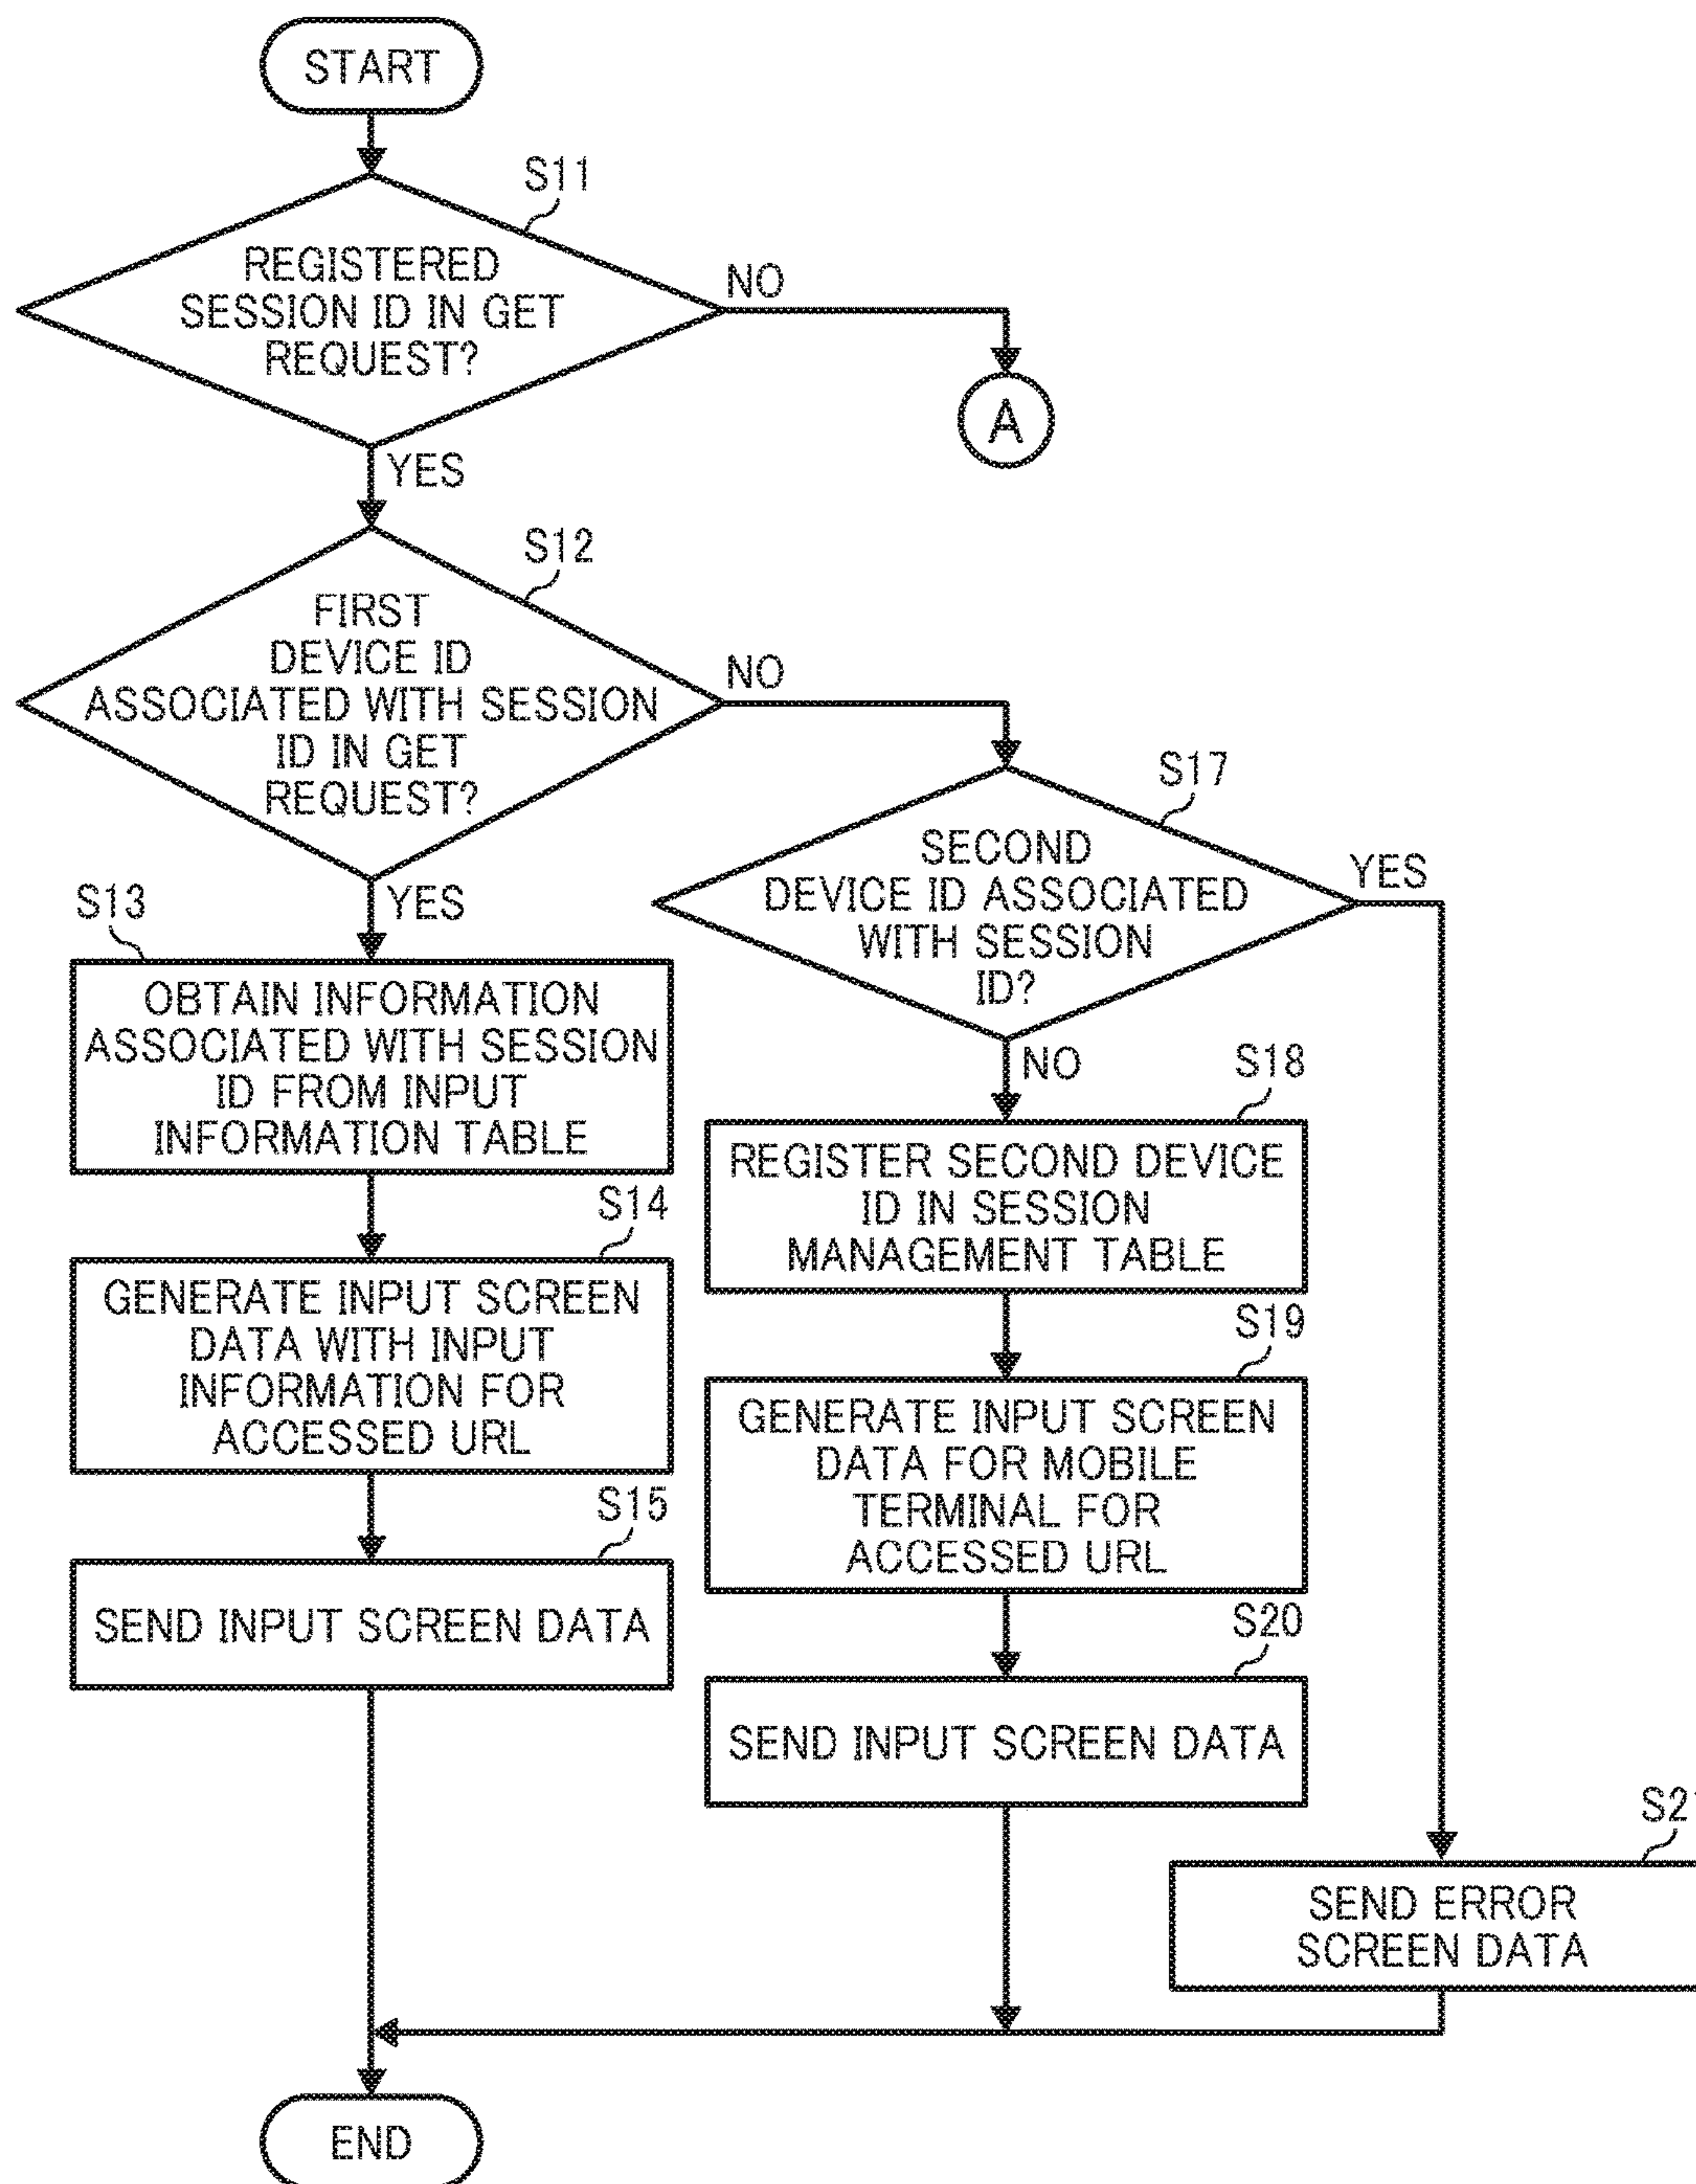 START
S11
REGISTERED
SESSION ID IN GET
REQUEST?
NO
A
YES
S12
FIRST
DEVICE ID
ASSOCIATED WITH SESSION
ID IN GET
REQUEST?
NO
YES
S17
SECOND
DEVICE ID ASSOCIATED
WITH SESSION
ID?
YES
NO
S13
OBTAIN INFORMATION
ASSOCIATED WITH SESSION
ID FROM INPUT
INFORMATION TABLE
S18
REGISTER SECOND DEVICE
ID IN SESSION
MANAGEMENT TABLE
S14
GENERATE INPUT SCREEN
DATA WITH INPUT
INFORMATION FOR
ACCESSED URL
S19
GENERATE INPUT SCREEN
DATA FOR MOBILE
TERMINAL FOR
ACCESSED URL
S15
SEND INPUT SCREEN DATA
S20
SEND INPUT SCREEN DATA
S21
SEND ERROR
SCREEN DATA
END